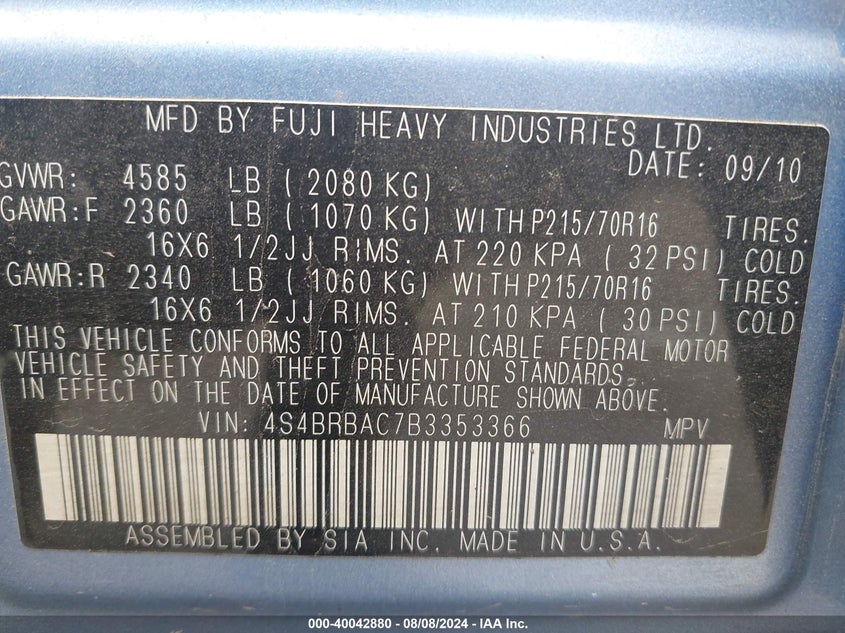 MFD BY FUJI HEAVY INDUSTRIES LTD.
DATE: 09/10
GVWR: 4585 LB ( 2080 KG)
GAWR:F 2360 LB ( 1070 KG) WITH P215/70R16 TIRES.
16X6 1/2JJ RIMS. AT 220 KPA ( 32 PSI) COLD
GAWR:R 2340 LB ( 1060 KG) WITH P215/70R16 TIRES.
16X6 1/2JJ RIMS. AT 210 KPA ( 30 PSI) COLD
THIS VEHICLE CONFORMS TO ALL APPLICABLE FEDERAL MOTOR
VEHICLE SAFETY AND THEFT PREVENTION STANDARDS.
IN EFFECT ON THE DATE OF MANUFACTURE SHOWN ABOVE.
VIN: 4S4BRBAC7B3353366 MPV
ASSEMBLED BY SIA INC. MADE IN U.S.A.
000-40042880 - 08/08/2024 - IAA Inc.